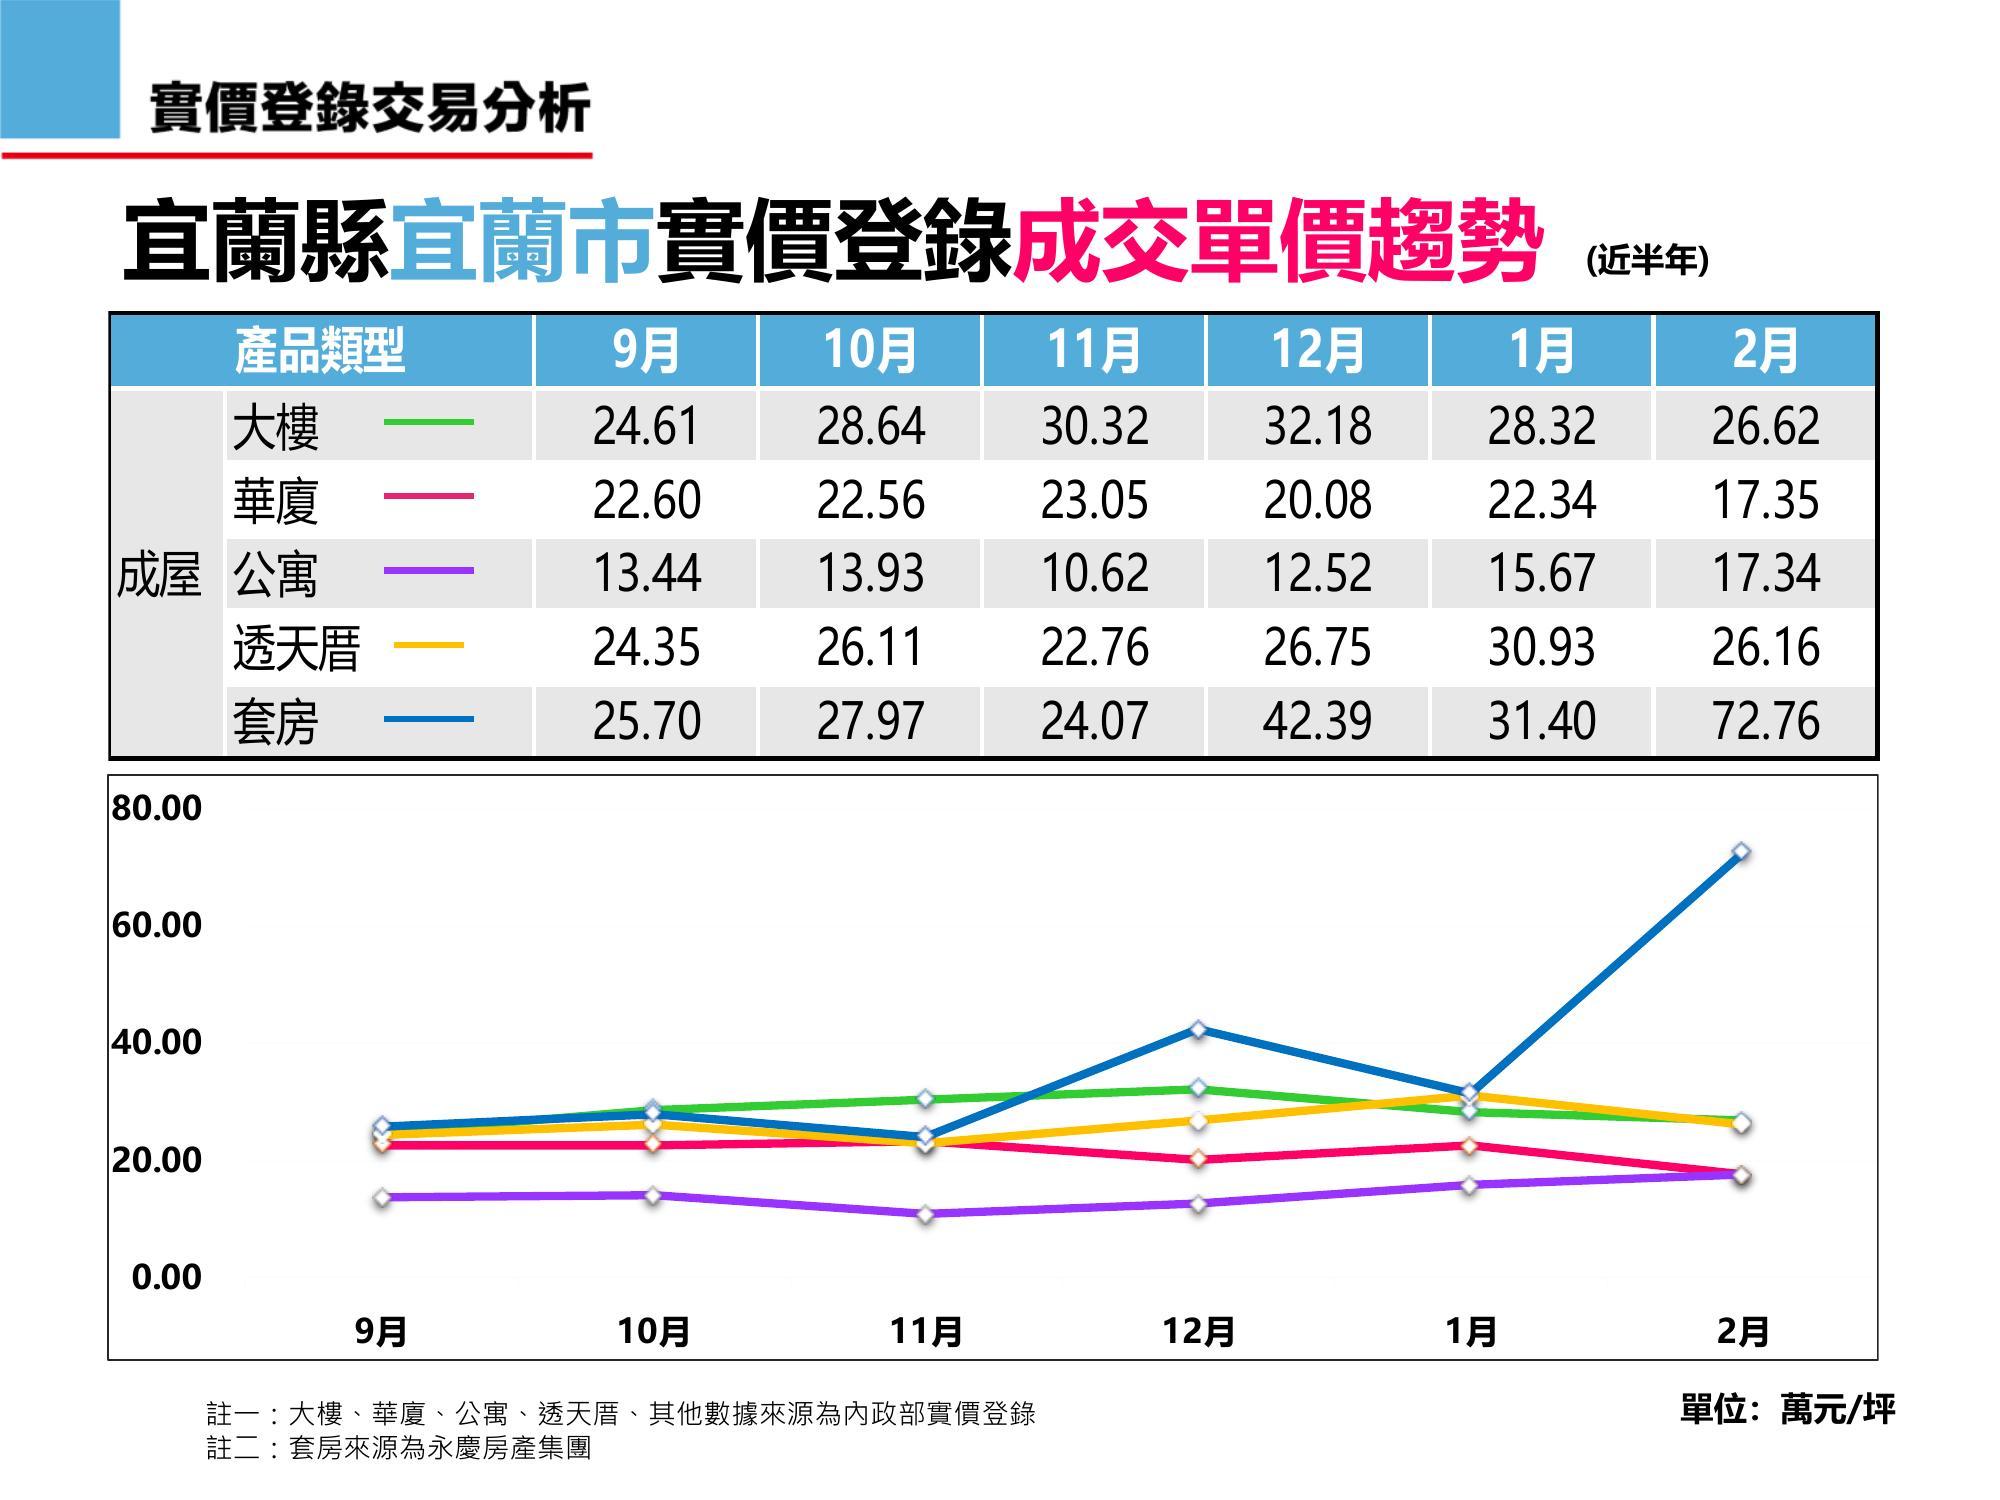 實價登錄交易分析
宜蘭縣宜蘭市實價登錄成交單價趨勢 (近半年)
產品類型 9月 10月 11月 12月 1月 2月
成屋
大樓 24.61 28.64 30.32 32.18 28.32 26.62
華廈 22.60 22.56 23.05 20.08 22.34 17.35
公寓 13.44 13.93 10.62 12.52 15.67 17.34
透天厝 24.35 26.11 22.76 26.75 30.93 26.16
套房 25.70 27.97 24.07 42.39 31.40 72.76
80.00
60.00
40.00
20.00
0.00
9月 10月 11月 12月 1月 2月
註一：大樓、華廈、公寓、透天厝、其他數據來源為內政部實價登錄
註二：套房來源為永慶房產集團
單位：萬元/坪